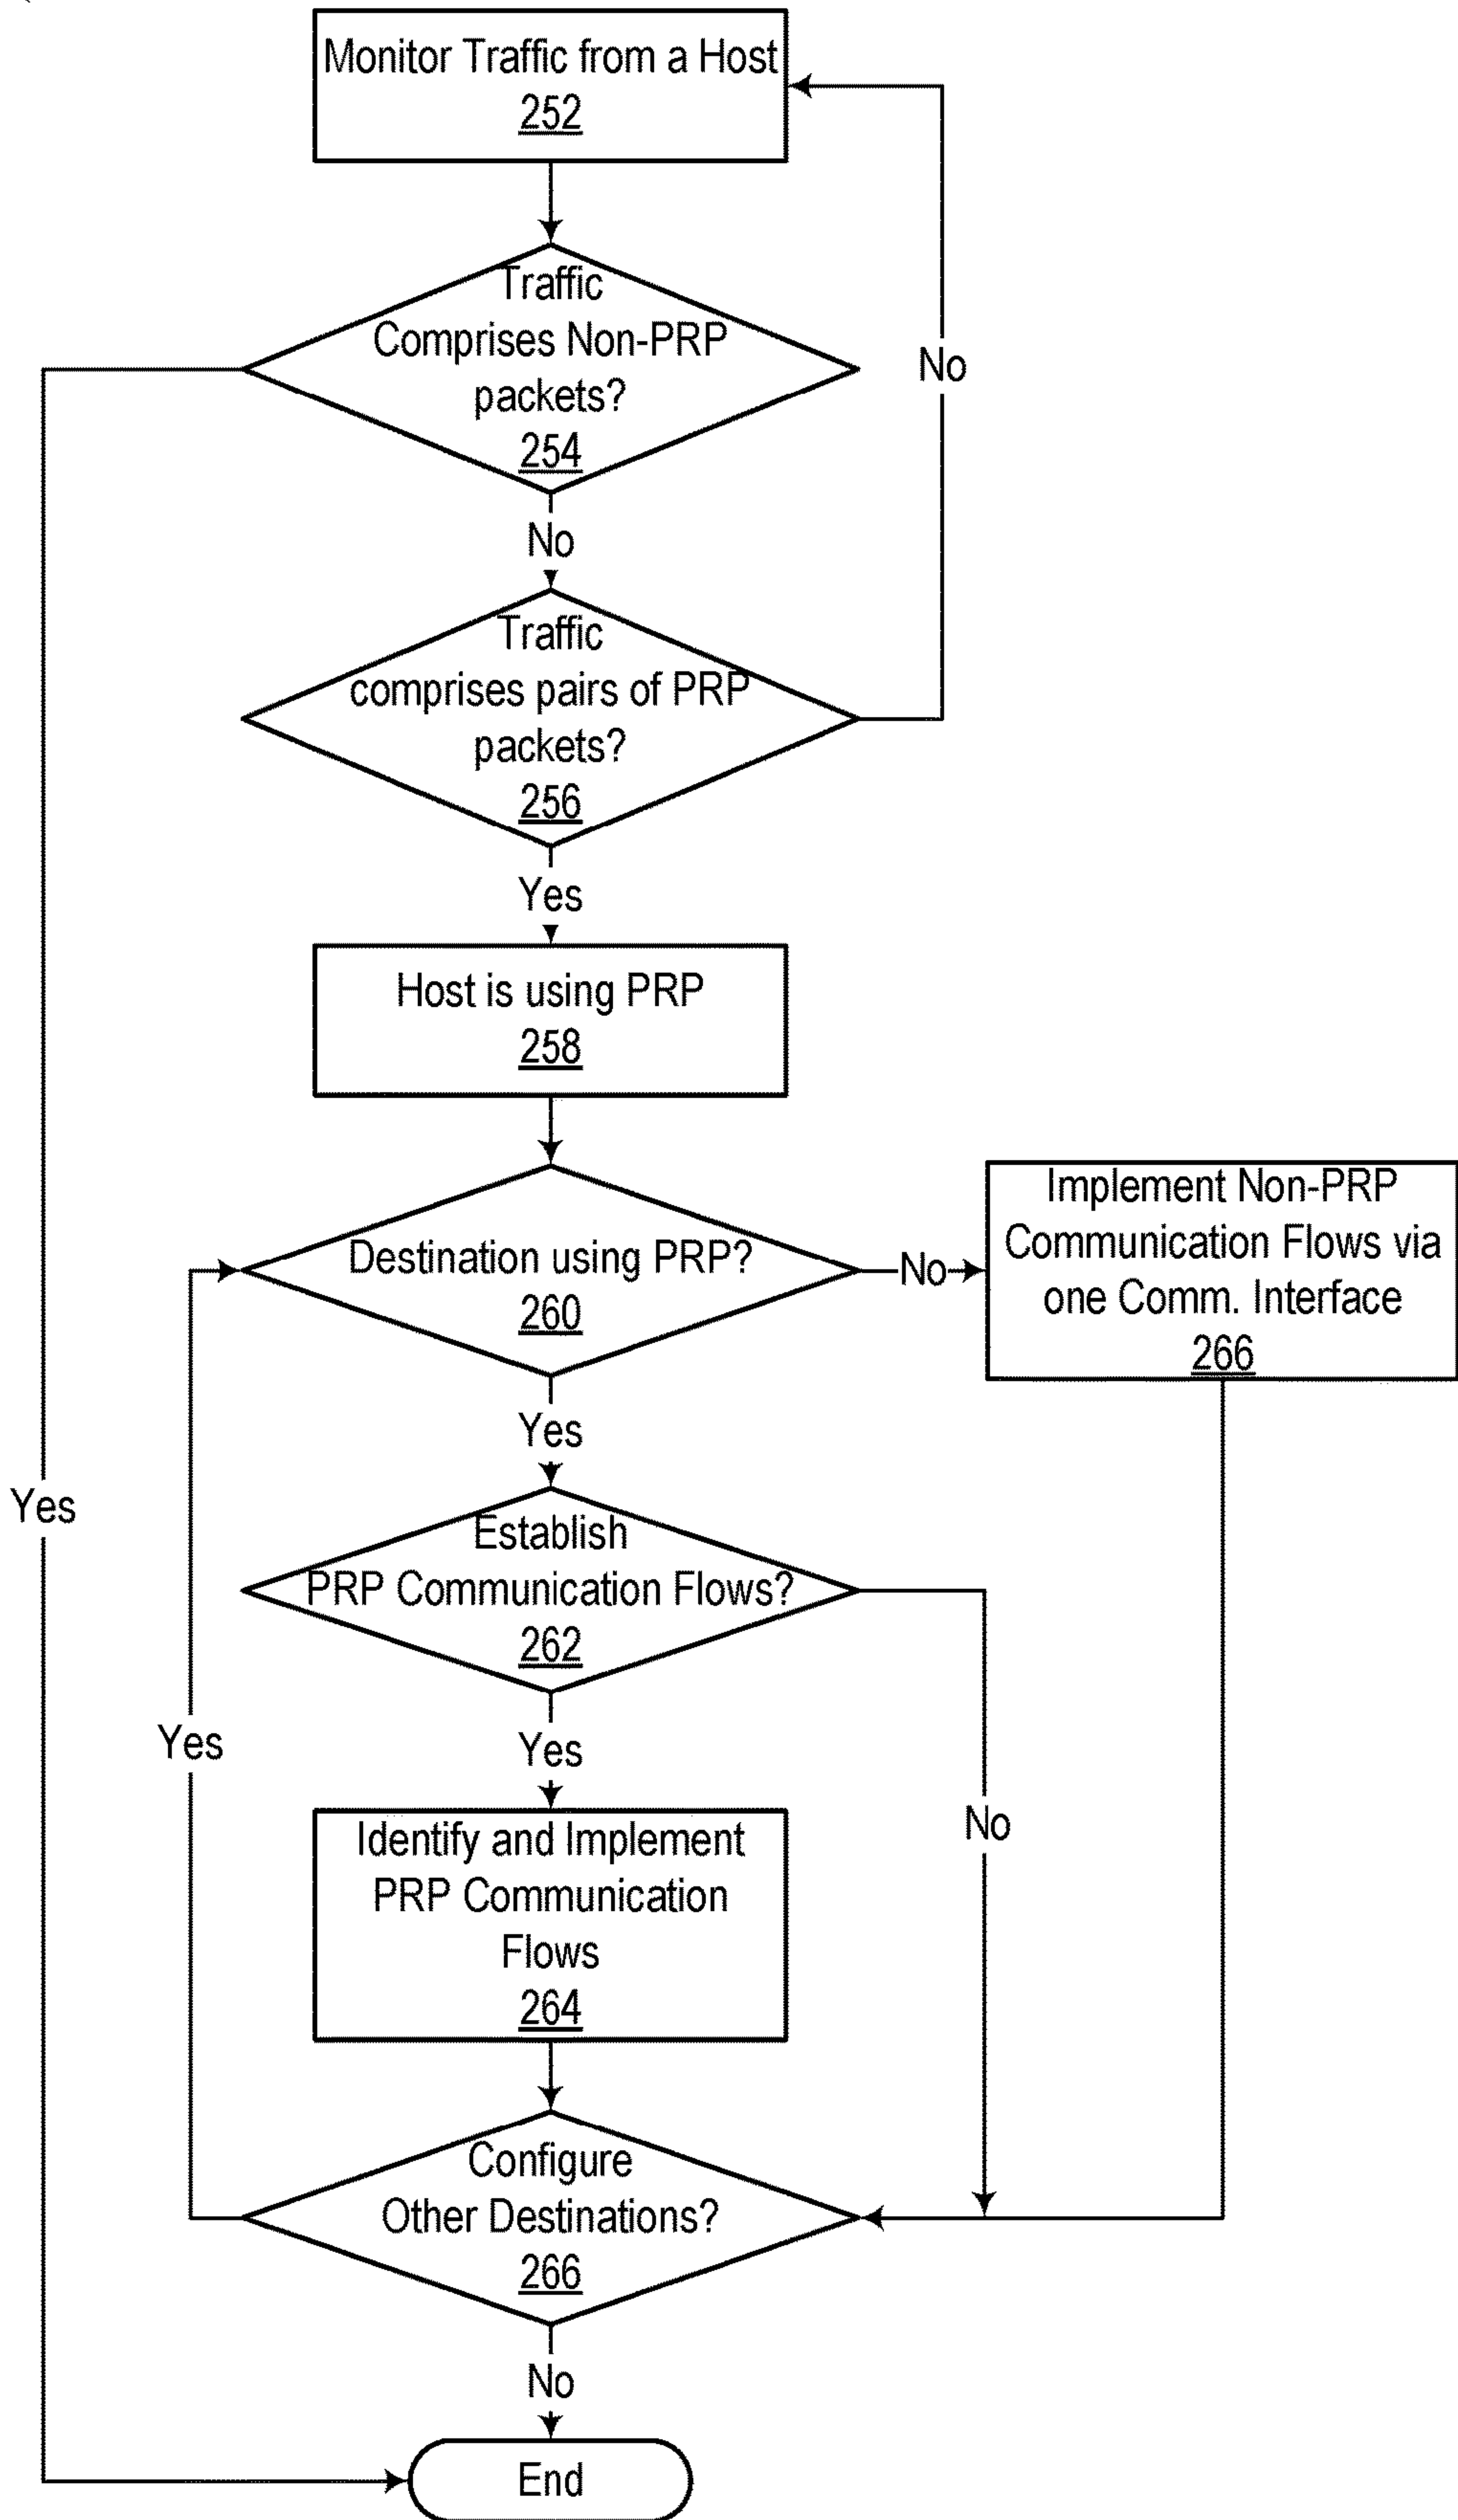 Monitor Traffic from a Host
252
Traffic
Comprises Non-PRP
packets?
254
No
No
Traffic
comprises pairs of PRP
packets?
256
Yes
Host is using PRP
258
Destination using PRP?
260
No
Implement Non-PRP
Communication Flows via
one Comm. Interface
266
Yes
Yes
Establish
PRP Communication Flows?
262
Yes
Yes
No
Identify and Implement
PRP Communication
Flows
264
Configure
Other Destinations?
266
No
End